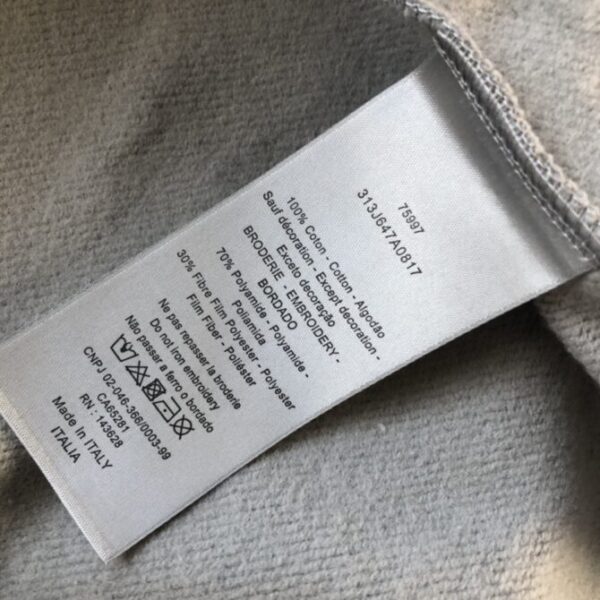 75997
313J647A0817
100% Coton - Cotton - Algodão
Sauf décoration - Except decoration -
Exceto decoração
BRODERIE - EMBROIDERY -
BORDADO
70% Polyamide - Polyamide -
Poliamida
30% Fibre Film Polyester - Polyester
Film Fiber - Poliéster
Ne pas repasser la broderie
Do not iron embroidery
Não passar a ferro o bordado
CNPJ 02-046-366/0003-99
CA65281
RN : 143628
Made in ITALY
ITALIA